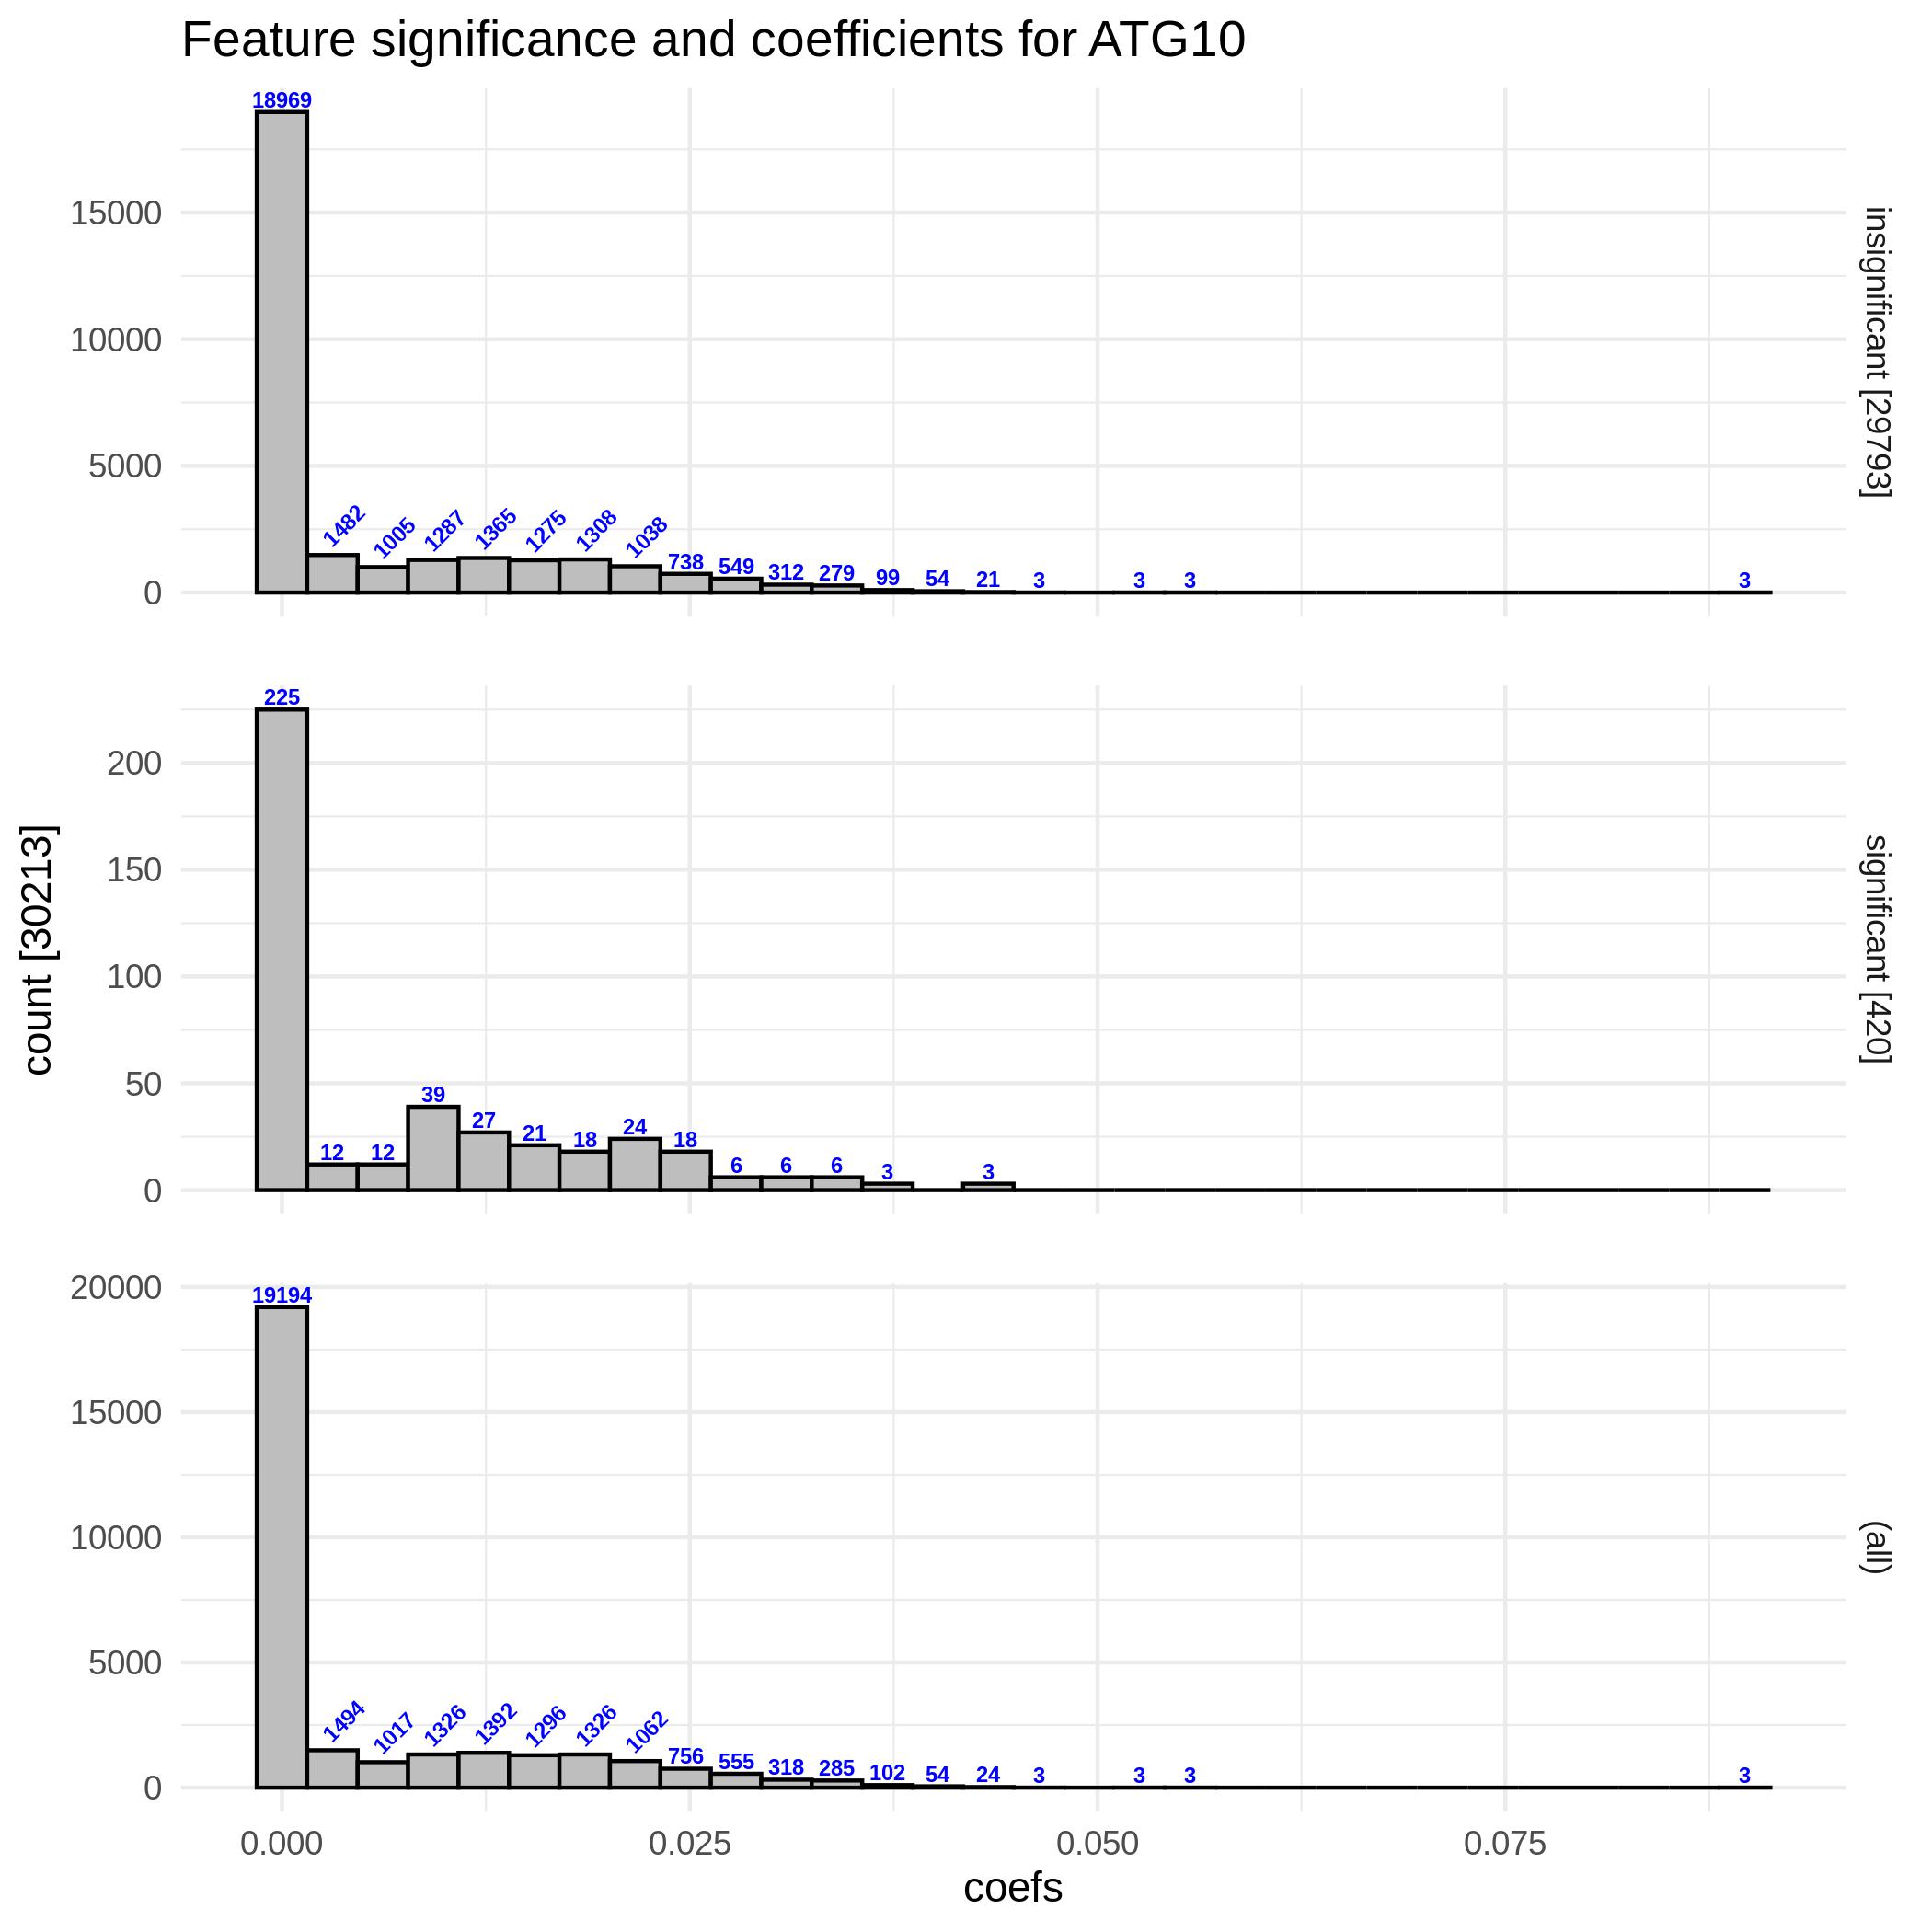 Feature significance and coefficients for ATG10
18969
15000
10000
5000
0
1482 1005 1287 1365 1275 1308 1038 738 549 312 279 99 54 21 3 3 3 3
insignificant [29793]
225
200
150
100
50
0
12 12 39 27 21 18 24 18 6 6 6 3 3
significant [420]
count [30213]
20000
19194
15000
10000
5000
0
1494 1017 1326 1392 1296 1326 1062 756 555 318 285 102 54 24 3 3 3 3
(all)
0.000 0.025 0.050 0.075
coefs